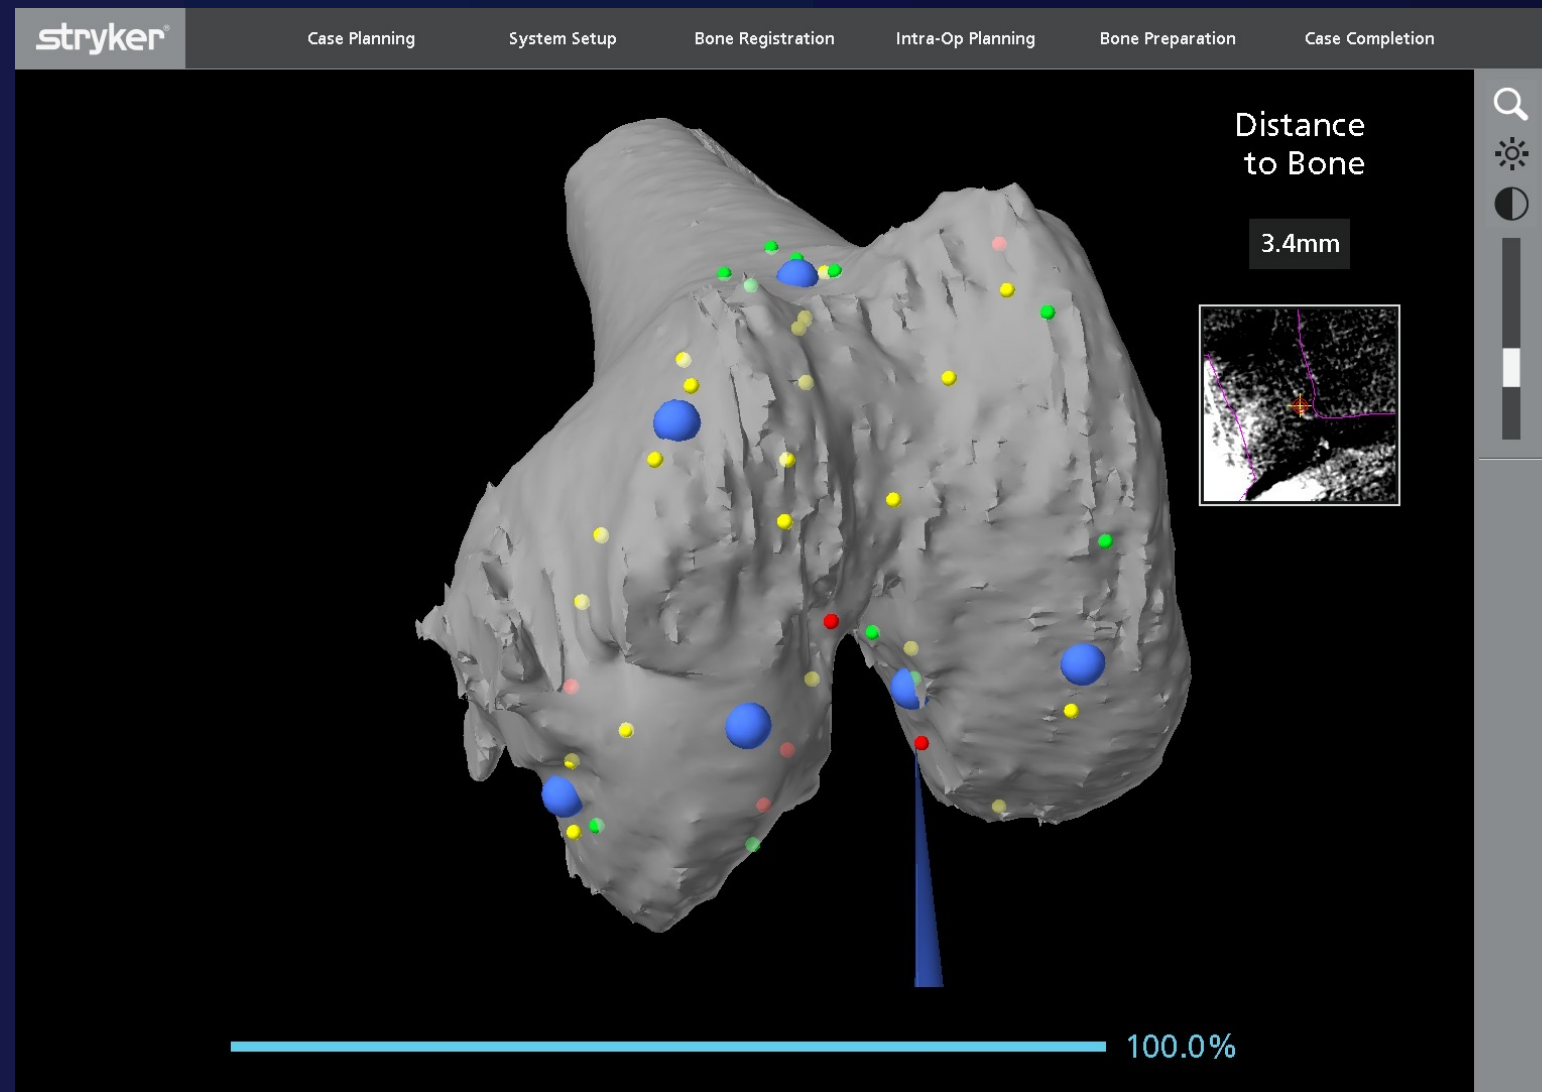 stryker®
Case Planning
System Setup
Bone Registration
Intra-Op Planning
Bone Preparation
Case Completion
Distance
to Bone
3.4mm
100.0%